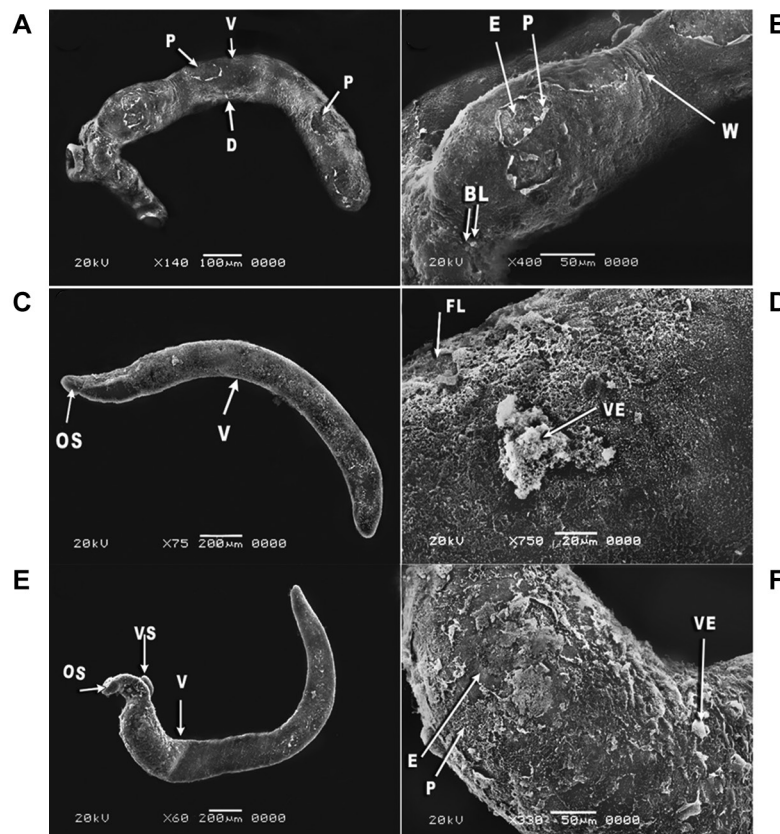 A
P V
P
D
20kV X140 100µm 0000
E P
W
BL
20kV X400 50µm 0000
C
OS V
20kV X75 200µm 0000
D
FL
VE
20kV X750 20µm 0000
E
VS
OS V
20kV X60 200µm 0000
F
VE
E
P
20kV X330 50µm 0000